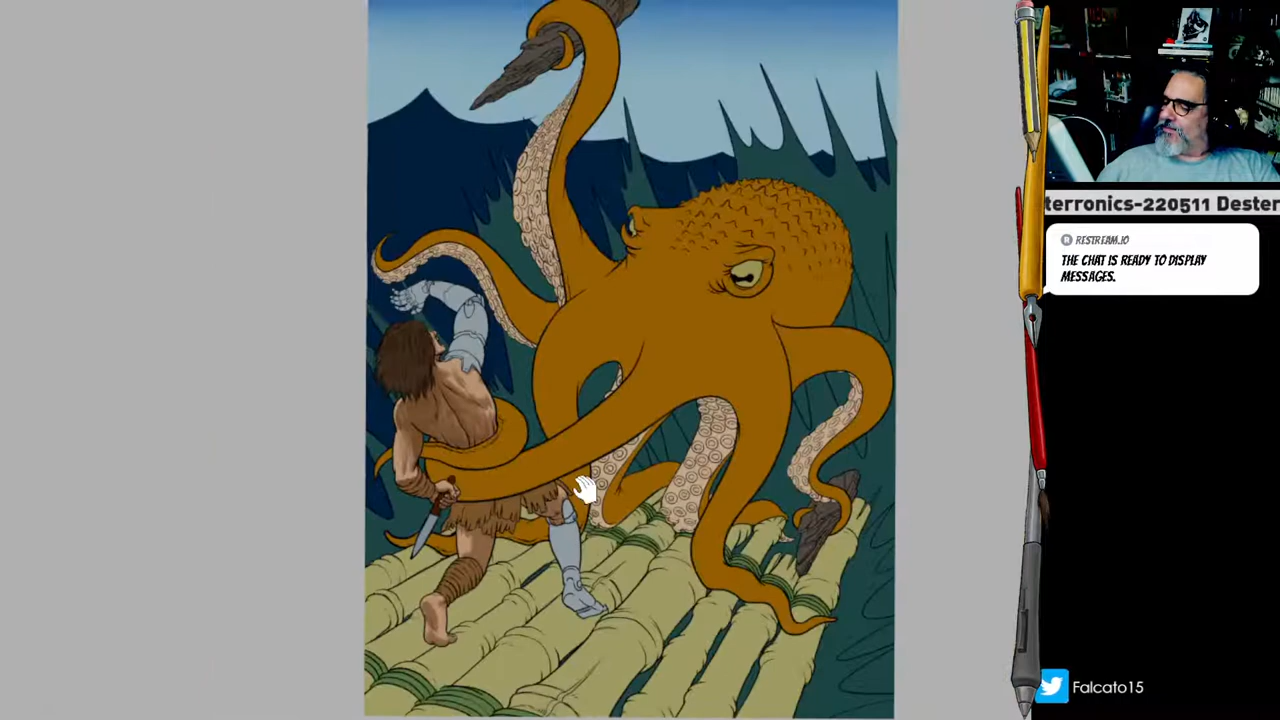 terronics-220511 Dester
RESTREAM.IO
THE CHAT IS READY TO DISPLAY
MESSAGES.
Falcato15